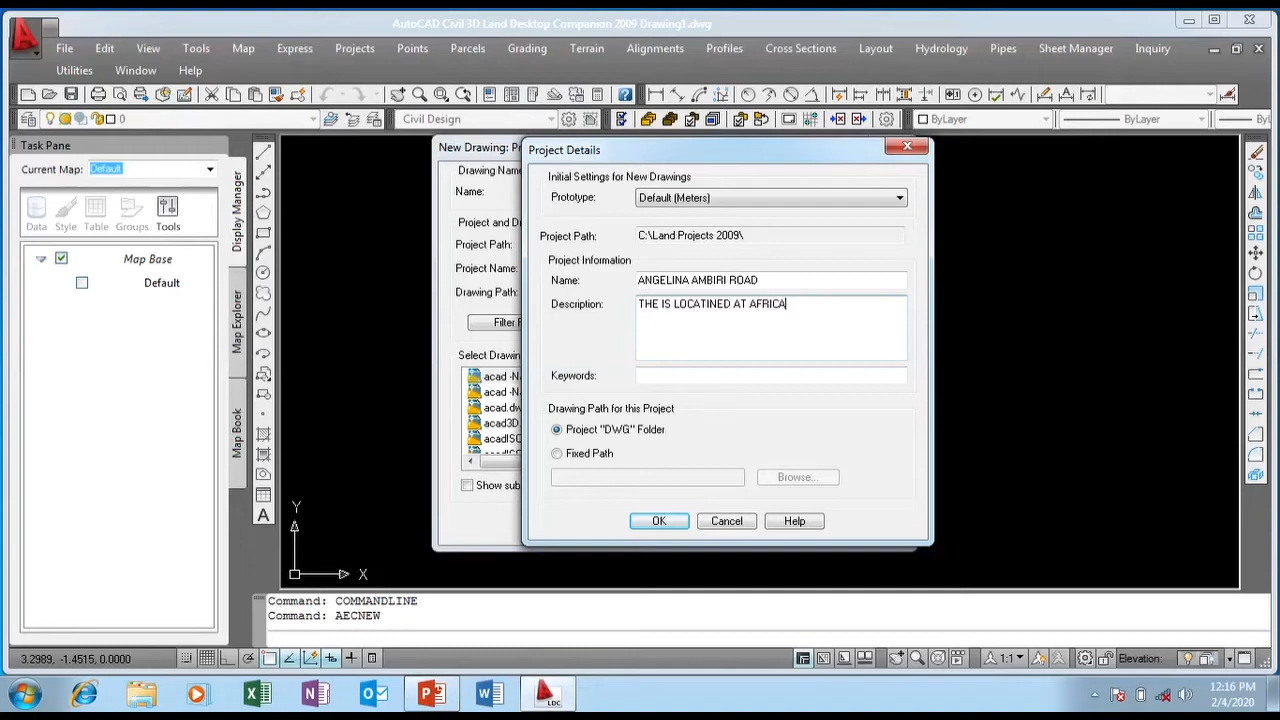 AutoCAD Civil 3D Land Desktop Companion 2009 Drawing1.dwg
File Edit View Tools Map Express Projects Points Parcels Grading Terrain Alignments Profiles Cross Sections Layout Hydrology Pipes Sheet Manager Inquiry
Utilities Window Help
0 Civil Design ByLayer ByLayer
Task Pane
Current Map: Default
Data Style Table Groups Tools
Map Base
Default
Display Manager
Map Explorer
Map Book
New Drawing: P
Drawing Nam
Name:
Project and D
Project Path:
Project Name:
Drawing Path:
Filter P
Select Drawin
acad -Na
acad -Na
acad.dw
acad3D.
acadISO
Show sub
Project Details
Initial Settings for New Drawings
Prototype: Default (Meters)
Project Path: C:\Land Projects 2009\
Project Information
Name: ANGELINA AMBIRI ROAD
Description: THE IS LOCATINED AT AFRICA
Keywords:
Drawing Path for this Project
Project "DWG" Folder
Fixed Path
Browse...
OK Cancel Help
Y
X
Command: COMMANDLINE
Command: AECNEW
3.2989, -1.4515, 0.0000 1:1 Elevation:
LDC
12:16 PM
2/4/2020